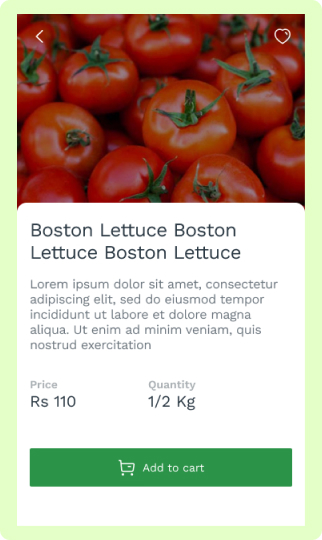 Boston Lettuce Boston
Lettuce Boston Lettuce
Lorem ipsum dolor sit amet, consectetur
adipiscing elit, sed do eiusmod tempor
incididunt ut labore et dolore magna
aliqua. Ut enim ad minim veniam, quis
nostrud exercitation
Price
Quantity
Rs 110
1/2 Kg
Add to cart